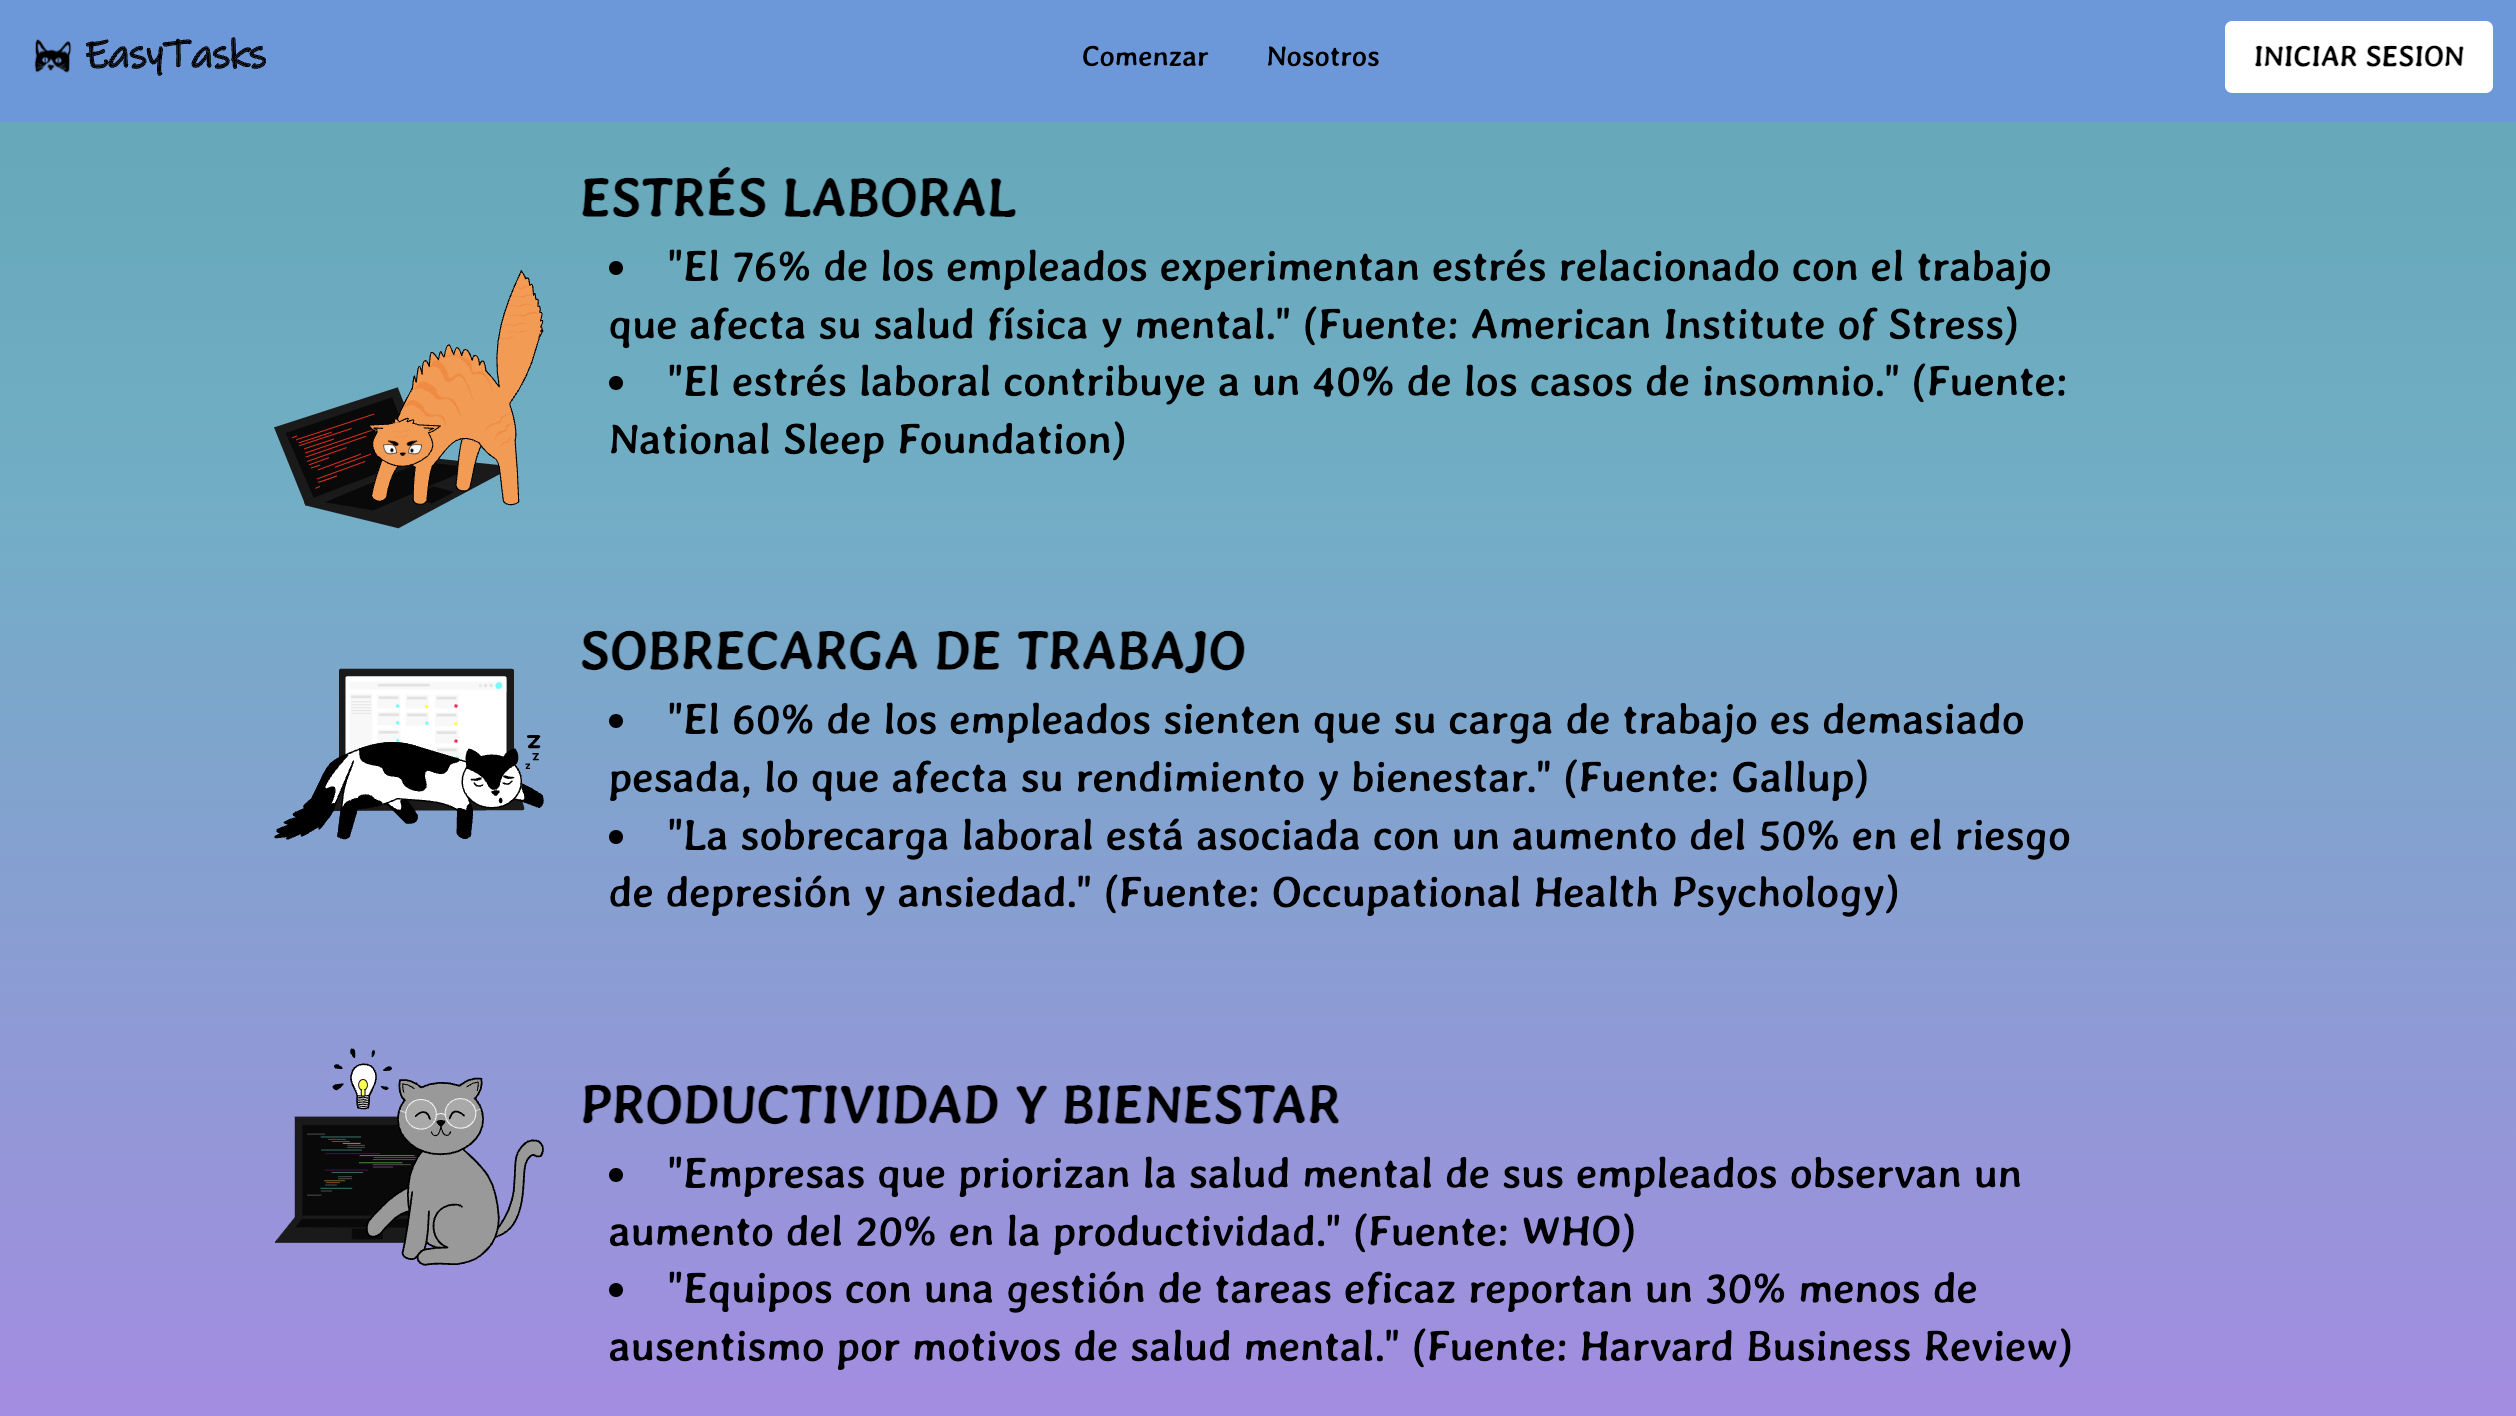 EasyTasks
Comenzar
Nosotros
INICIAR SESION
ESTRÉS LABORAL
• "El 76% de los empleados experimentan estrés relacionado con el trabajo
que afecta su salud física y mental." (Fuente: American Institute of Stress)
• "El estrés laboral contribuye a un 40% de los casos de insomnio." (Fuente:
National Sleep Foundation)
SOBRECARGA DE TRABAJO
• "El 60% de los empleados sienten que su carga de trabajo es demasiado
pesada, lo que afecta su rendimiento y bienestar." (Fuente: Gallup)
• "La sobrecarga laboral está asociada con un aumento del 50% en el riesgo
de depresión y ansiedad." (Fuente: Occupational Health Psychology)
z
z
z
PRODUCTIVIDAD Y BIENESTAR
• "Empresas que priorizan la salud mental de sus empleados observan un
aumento del 20% en la productividad." (Fuente: WHO)
• "Equipos con una gestión de tareas eficaz reportan un 30% menos de
ausentismo por motivos de salud mental." (Fuente: Harvard Business Review)